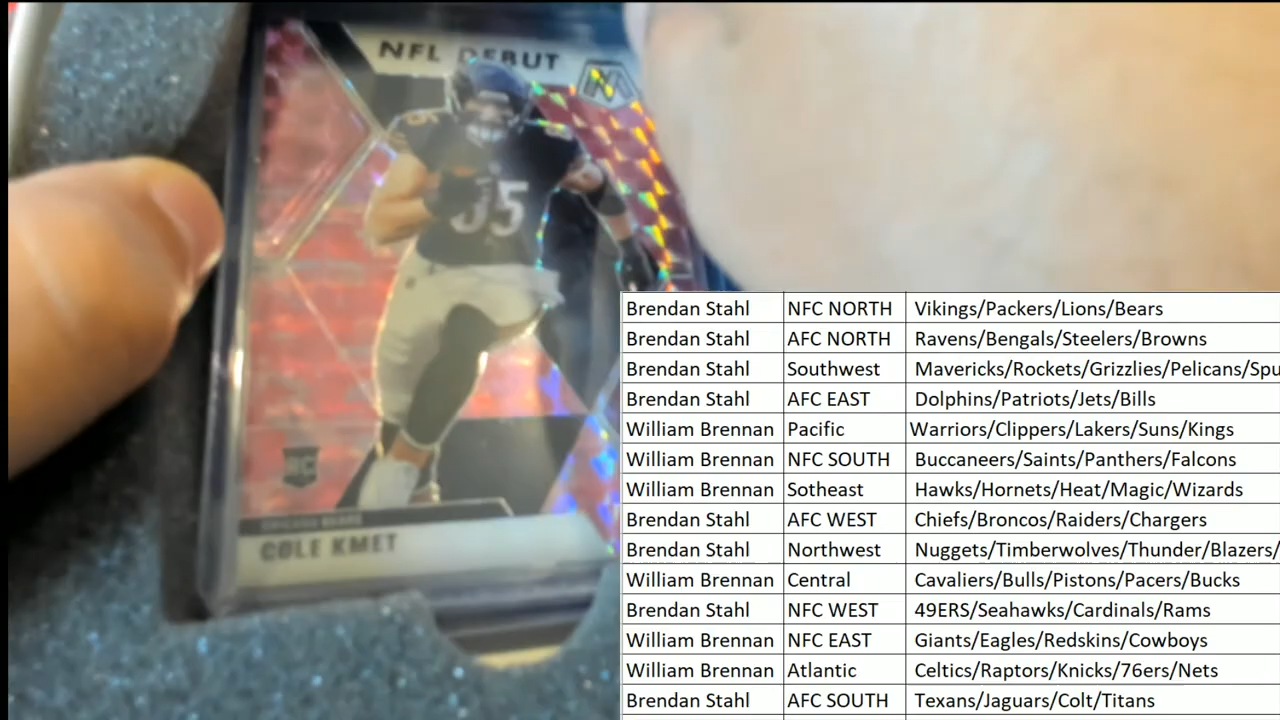 NFL DEBUT
35
RC
CHICAGO BEARS
COLE KMET
Brendan Stahl NFC NORTH Vikings/Packers/Lions/Bears
Brendan Stahl AFC NORTH Ravens/Bengals/Steelers/Browns
Brendan Stahl Southwest Mavericks/Rockets/Grizzlies/Pelicans/Spu
Brendan Stahl AFC EAST Dolphins/Patriots/Jets/Bills
William Brennan Pacific Warriors/Clippers/Lakers/Suns/Kings
William Brennan NFC SOUTH Buccaneers/Saints/Panthers/Falcons
William Brennan Sotheast Hawks/Hornets/Heat/Magic/Wizards
Brendan Stahl AFC WEST Chiefs/Broncos/Raiders/Chargers
Brendan Stahl Northwest Nuggets/Timberwolves/Thunder/Blazers/
William Brennan Central Cavaliers/Bulls/Pistons/Pacers/Bucks
Brendan Stahl NFC WEST 49ERS/Seahawks/Cardinals/Rams
William Brennan NFC EAST Giants/Eagles/Redskins/Cowboys
William Brennan Atlantic Celtics/Raptors/Knicks/76ers/Nets
Brendan Stahl AFC SOUTH Texans/Jaguars/Colt/Titans